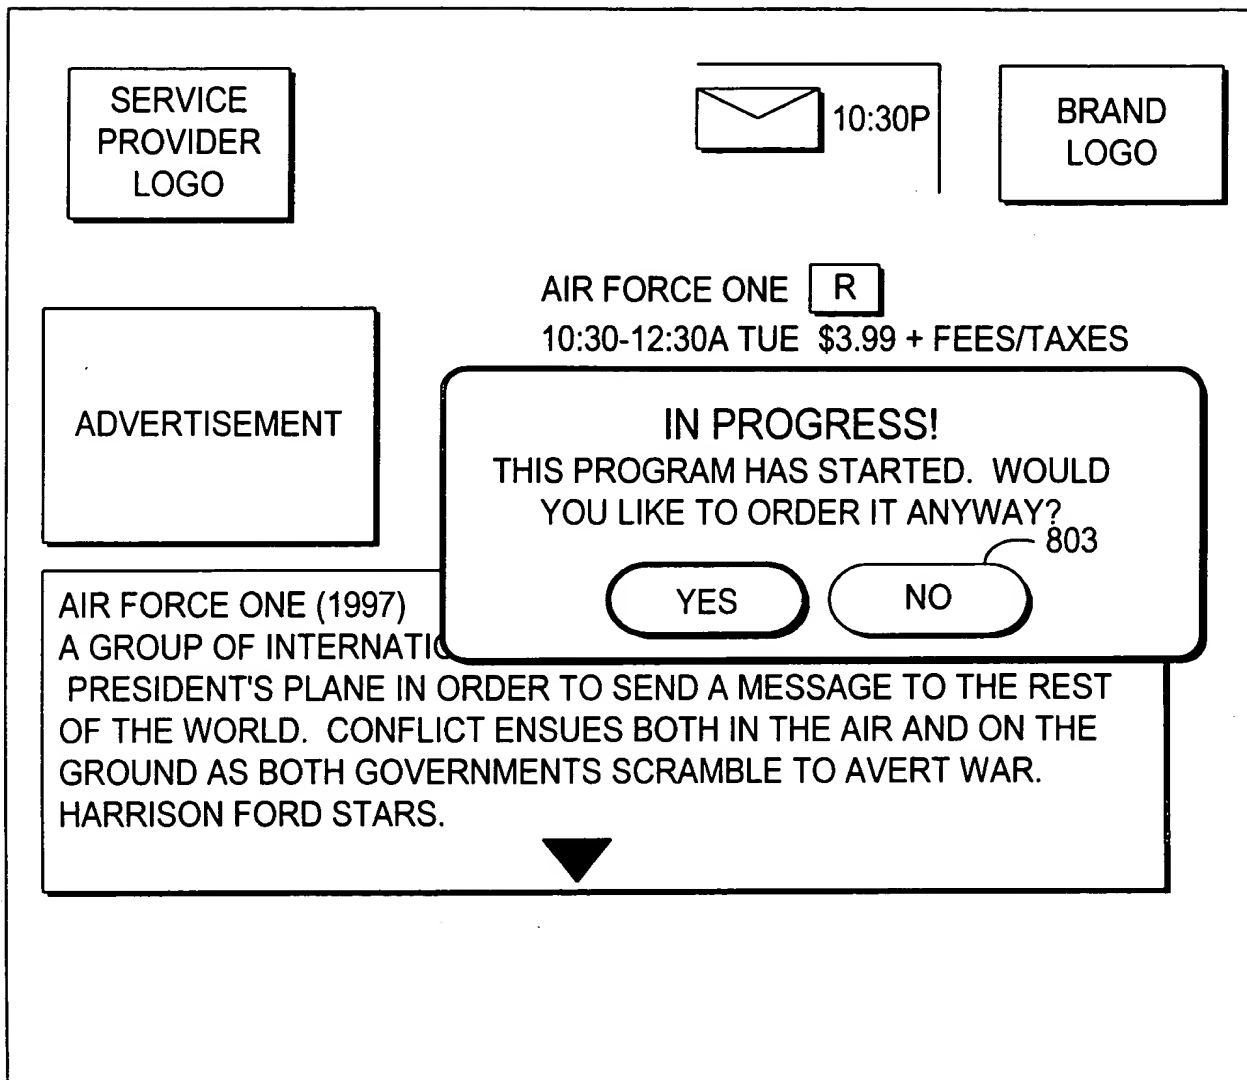 SERVICE
PROVIDER
LOGO
10:30P
BRAND
LOGO
AIR FORCE ONE R
10:30-12:30A TUE $3.99 + FEES/TAXES
ADVERTISEMENT
IN PROGRESS!
THIS PROGRAM HAS STARTED. WOULD
YOU LIKE TO ORDER IT ANYWAY?
803
YES
NO
AIR FORCE ONE (1997)
A GROUP OF
PRESIDENT'S PLANE IN ORDER TO SEND A MESSAGE TO THE REST
OF THE WORLD. CONFLICT ENSUES BOTH IN THE AIR AND ON THE
GROUND AS BOTH GOVERNMENTS SCRAMBLE TO AVERT WAR.
HARRISON FORD STARS.